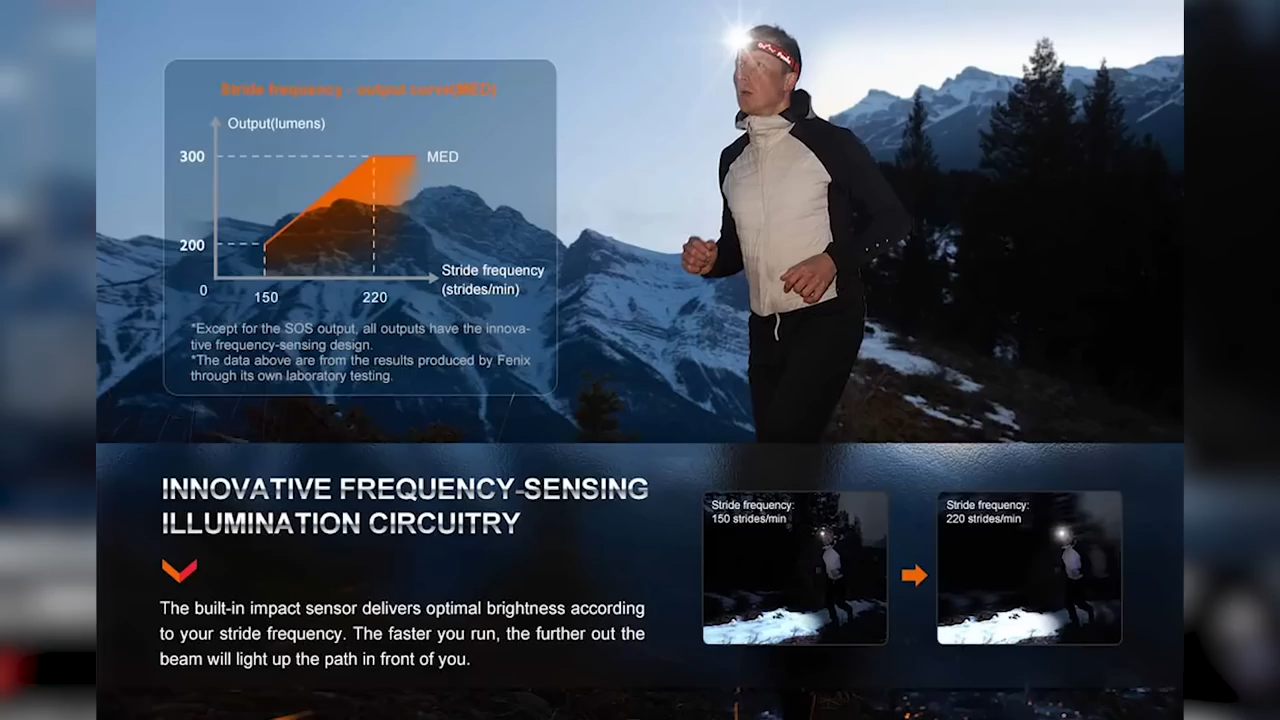 Stride frequency - output curve(MED)
Output(lumens)
300
MED
200
Stride frequency
(strides/min)
0
150
220
*Except for the SOS output, all outputs have the innova-
tive frequency-sensing design.
*The data above are from the results produced by Fenix
through its own laboratory testing.
INNOVATIVE FREQUENCY-SENSING
ILLUMINATION CIRCUITRY
The built-in impact sensor delivers optimal brightness according
to your stride frequency. The faster you run, the further out the
beam will light up the path in front of you.
Stride frequency:
150 strides/min
Stride frequency:
220 strides/min